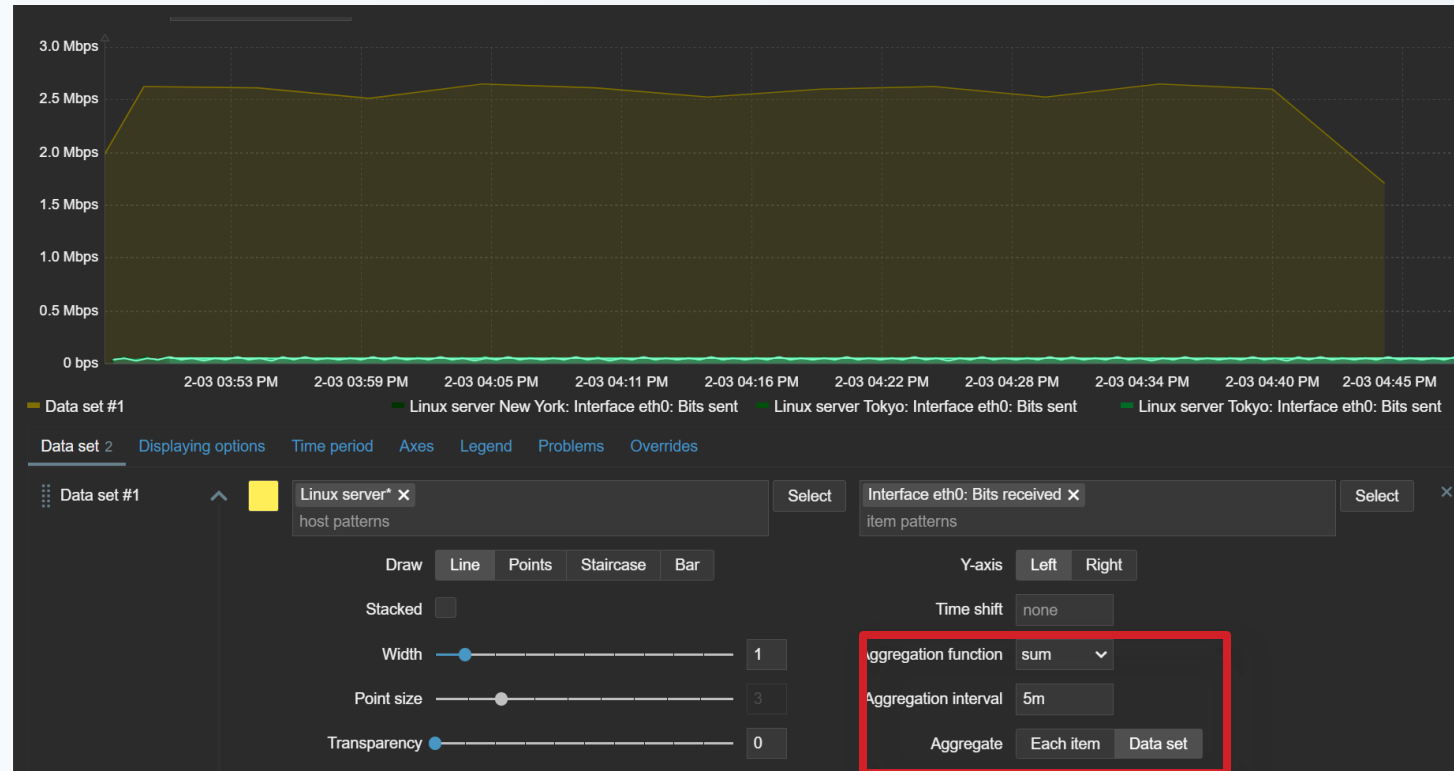 3.0 Mbps
2.5 Mbps
2.0 Mbps
1.5 Mbps
1.0 Mbps
0.5 Mbps
0 bps
2-03 03:53 PM 2-03 03:59 PM 2-03 04:05 PM 2-03 04:11 PM 2-03 04:16 PM 2-03 04:22 PM 2-03 04:28 PM 2-03 04:34 PM 2-03 04:40 PM 2-03 04:45 PM
Data set #1 Linux server New York: Interface eth0: Bits sent Linux server Tokyo: Interface eth0: Bits sent Linux server Tokyo: Interface eth0: Bits sent
Data set 2 Displaying options Time period Axes Legend Problems Overrides
Data set #1 Linux server* Select Interface eth0: Bits received Select
host patterns item patterns
Draw Line Points Staircase Bar Y-axis Left Right
Stacked Time shift none
Width 1 Aggregation function sum
Point size 3 Aggregation interval 5m
Transparency 0 Aggregate Each item Data set